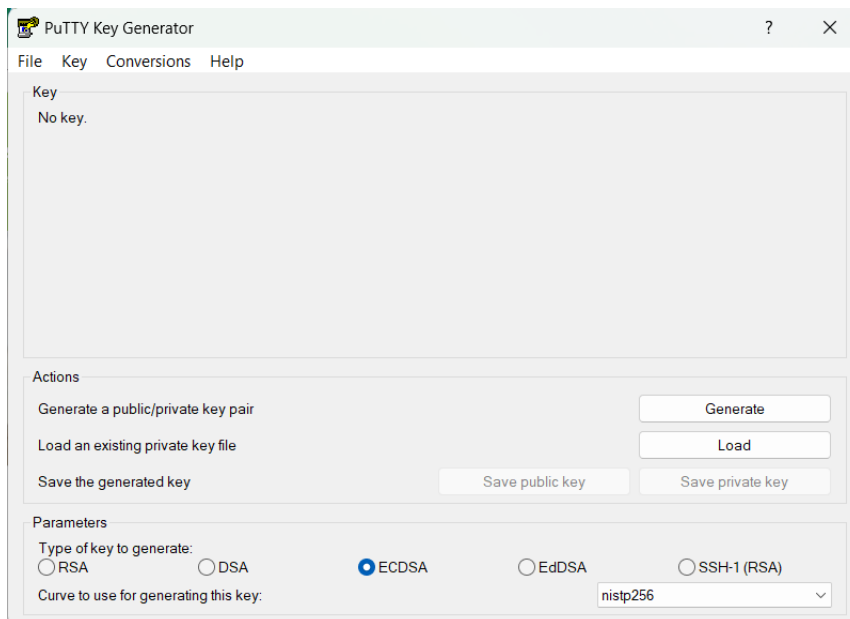 PuTTY Key Generator ?
File Key Conversions Help
Key
No key.
Actions
Generate a public/private key pair Generate
Load an existing private key file Load
Save the generated key Save public key Save private key
Parameters
Type of key to generate:
RSA DSA ECDSA EdDSA SSH-1 (RSA)
Curve to use for generating this key: nistp256